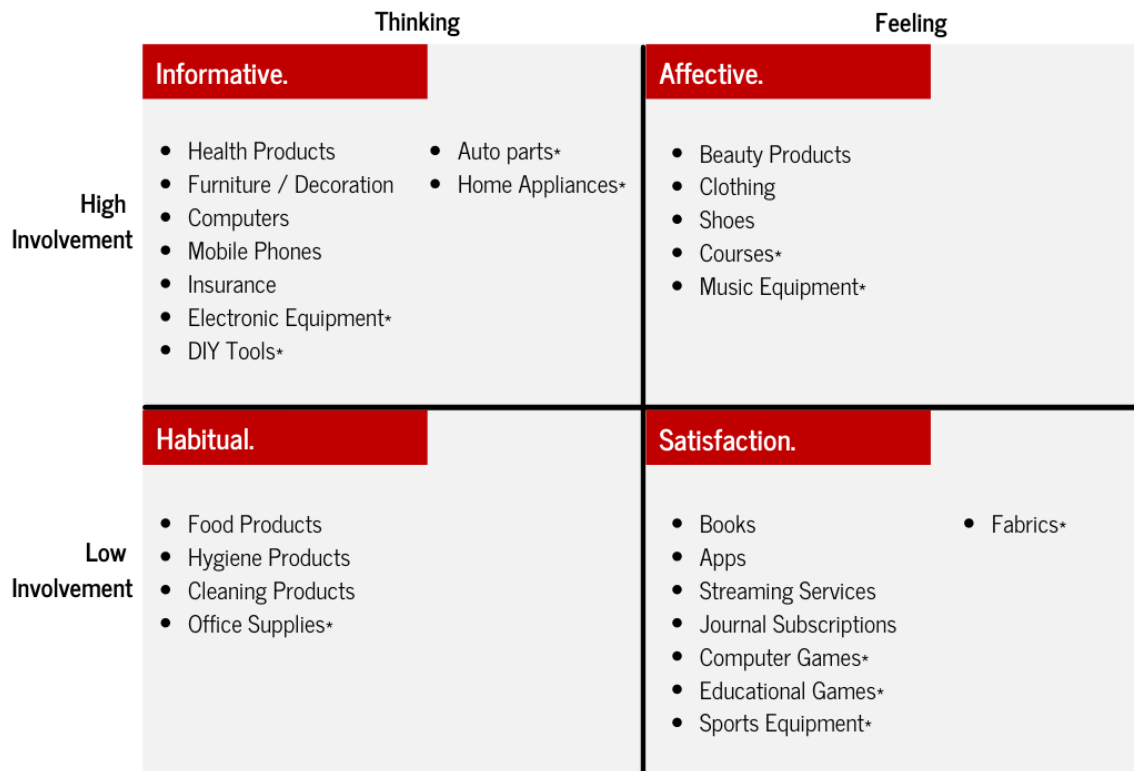 Thinking
Feeling
Informative.
Affective.
High
Involvement
• Health Products
• Furniture / Decoration
• Computers
• Mobile Phones
• Insurance
• Electronic Equipment*
• DIY Tools*
• Auto parts*
• Home Appliances*
• Beauty Products
• Clothing
• Shoes
• Courses*
• Music Equipment*
Habitual.
Satisfaction.
Low
Involvement
• Food Products
• Hygiene Products
• Cleaning Products
• Office Supplies*
• Books
• Apps
• Streaming Services
• Journal Subscriptions
• Computer Games*
• Educational Games*
• Sports Equipment*
• Fabrics*